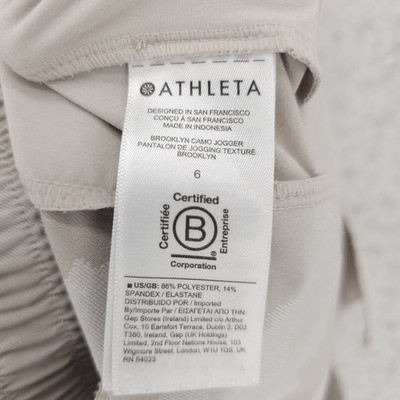 ATHLETA
DESIGNED IN SAN FRANCISCO
CONÇU À SAN FRANCISCO
MADE IN INDONESIA
BROOKLYN CAMO JOGGER
PANTALON DE JOGGING TEXTURÉ
BROOKLYN
6
Certified
Certifiée
B
Entreprise
Corporation
■ US/GB: 86% POLYESTER, 14%
SPANDEX / ELASTANE
DISTRIBUIDO POR / Imported
By/Importe Par / ΕΙΣΑΓΕΤΑΙ ΑΠΟ ΤΗΝ:
Gap Stores (Ireland) Limited c/o Arthur
Cox, 10 Earlsfort Terrace, Dublin 2, D02
T380, Ireland, Gap (UK Holdings)
Limited, 2nd Floor Nations House, 103
Wigmore Street, London, W1U 1QS, UK
RN 54023